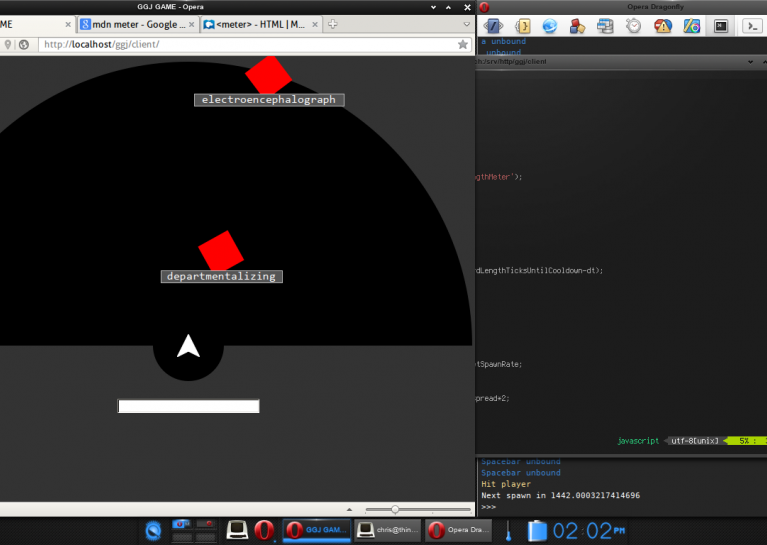 GGJ GAME - Opera
ME
mdn meter - Google ...
<meter> - HTML | M...
http://localhost/ggj/client/
electroencephalograph
departmentalizing
Opera Dragonfly
unbound
unbound
/srv/http/ggj/client
gthMeter');
dLengthTicksUntilCooldown-dt);
tSpawnRate;
pread*2;
javascript
utf-8[unix]
5% :
Spacebar unbound
Spacebar unbound
Hit player
Next spawn in 1442.0003217414696
>>>
GGJ GAM...
chris@thin...
Opera Dra...
02:02PM